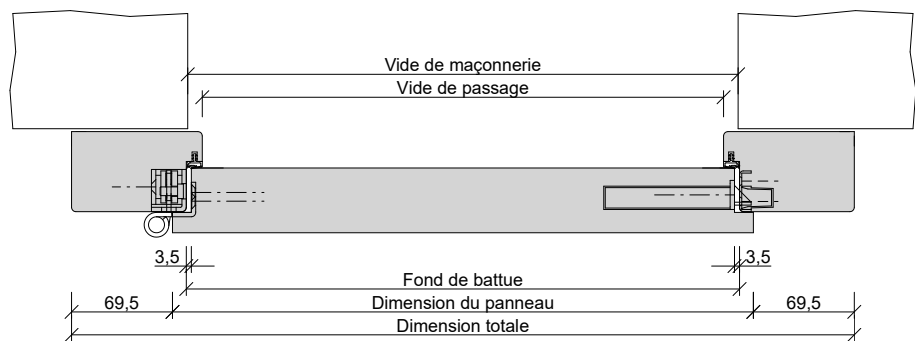 Vide de maçonnerie
Vide de passage
3,5 3,5
Fond de battue
69,5 Dimension du panneau 69,5
Dimension totale